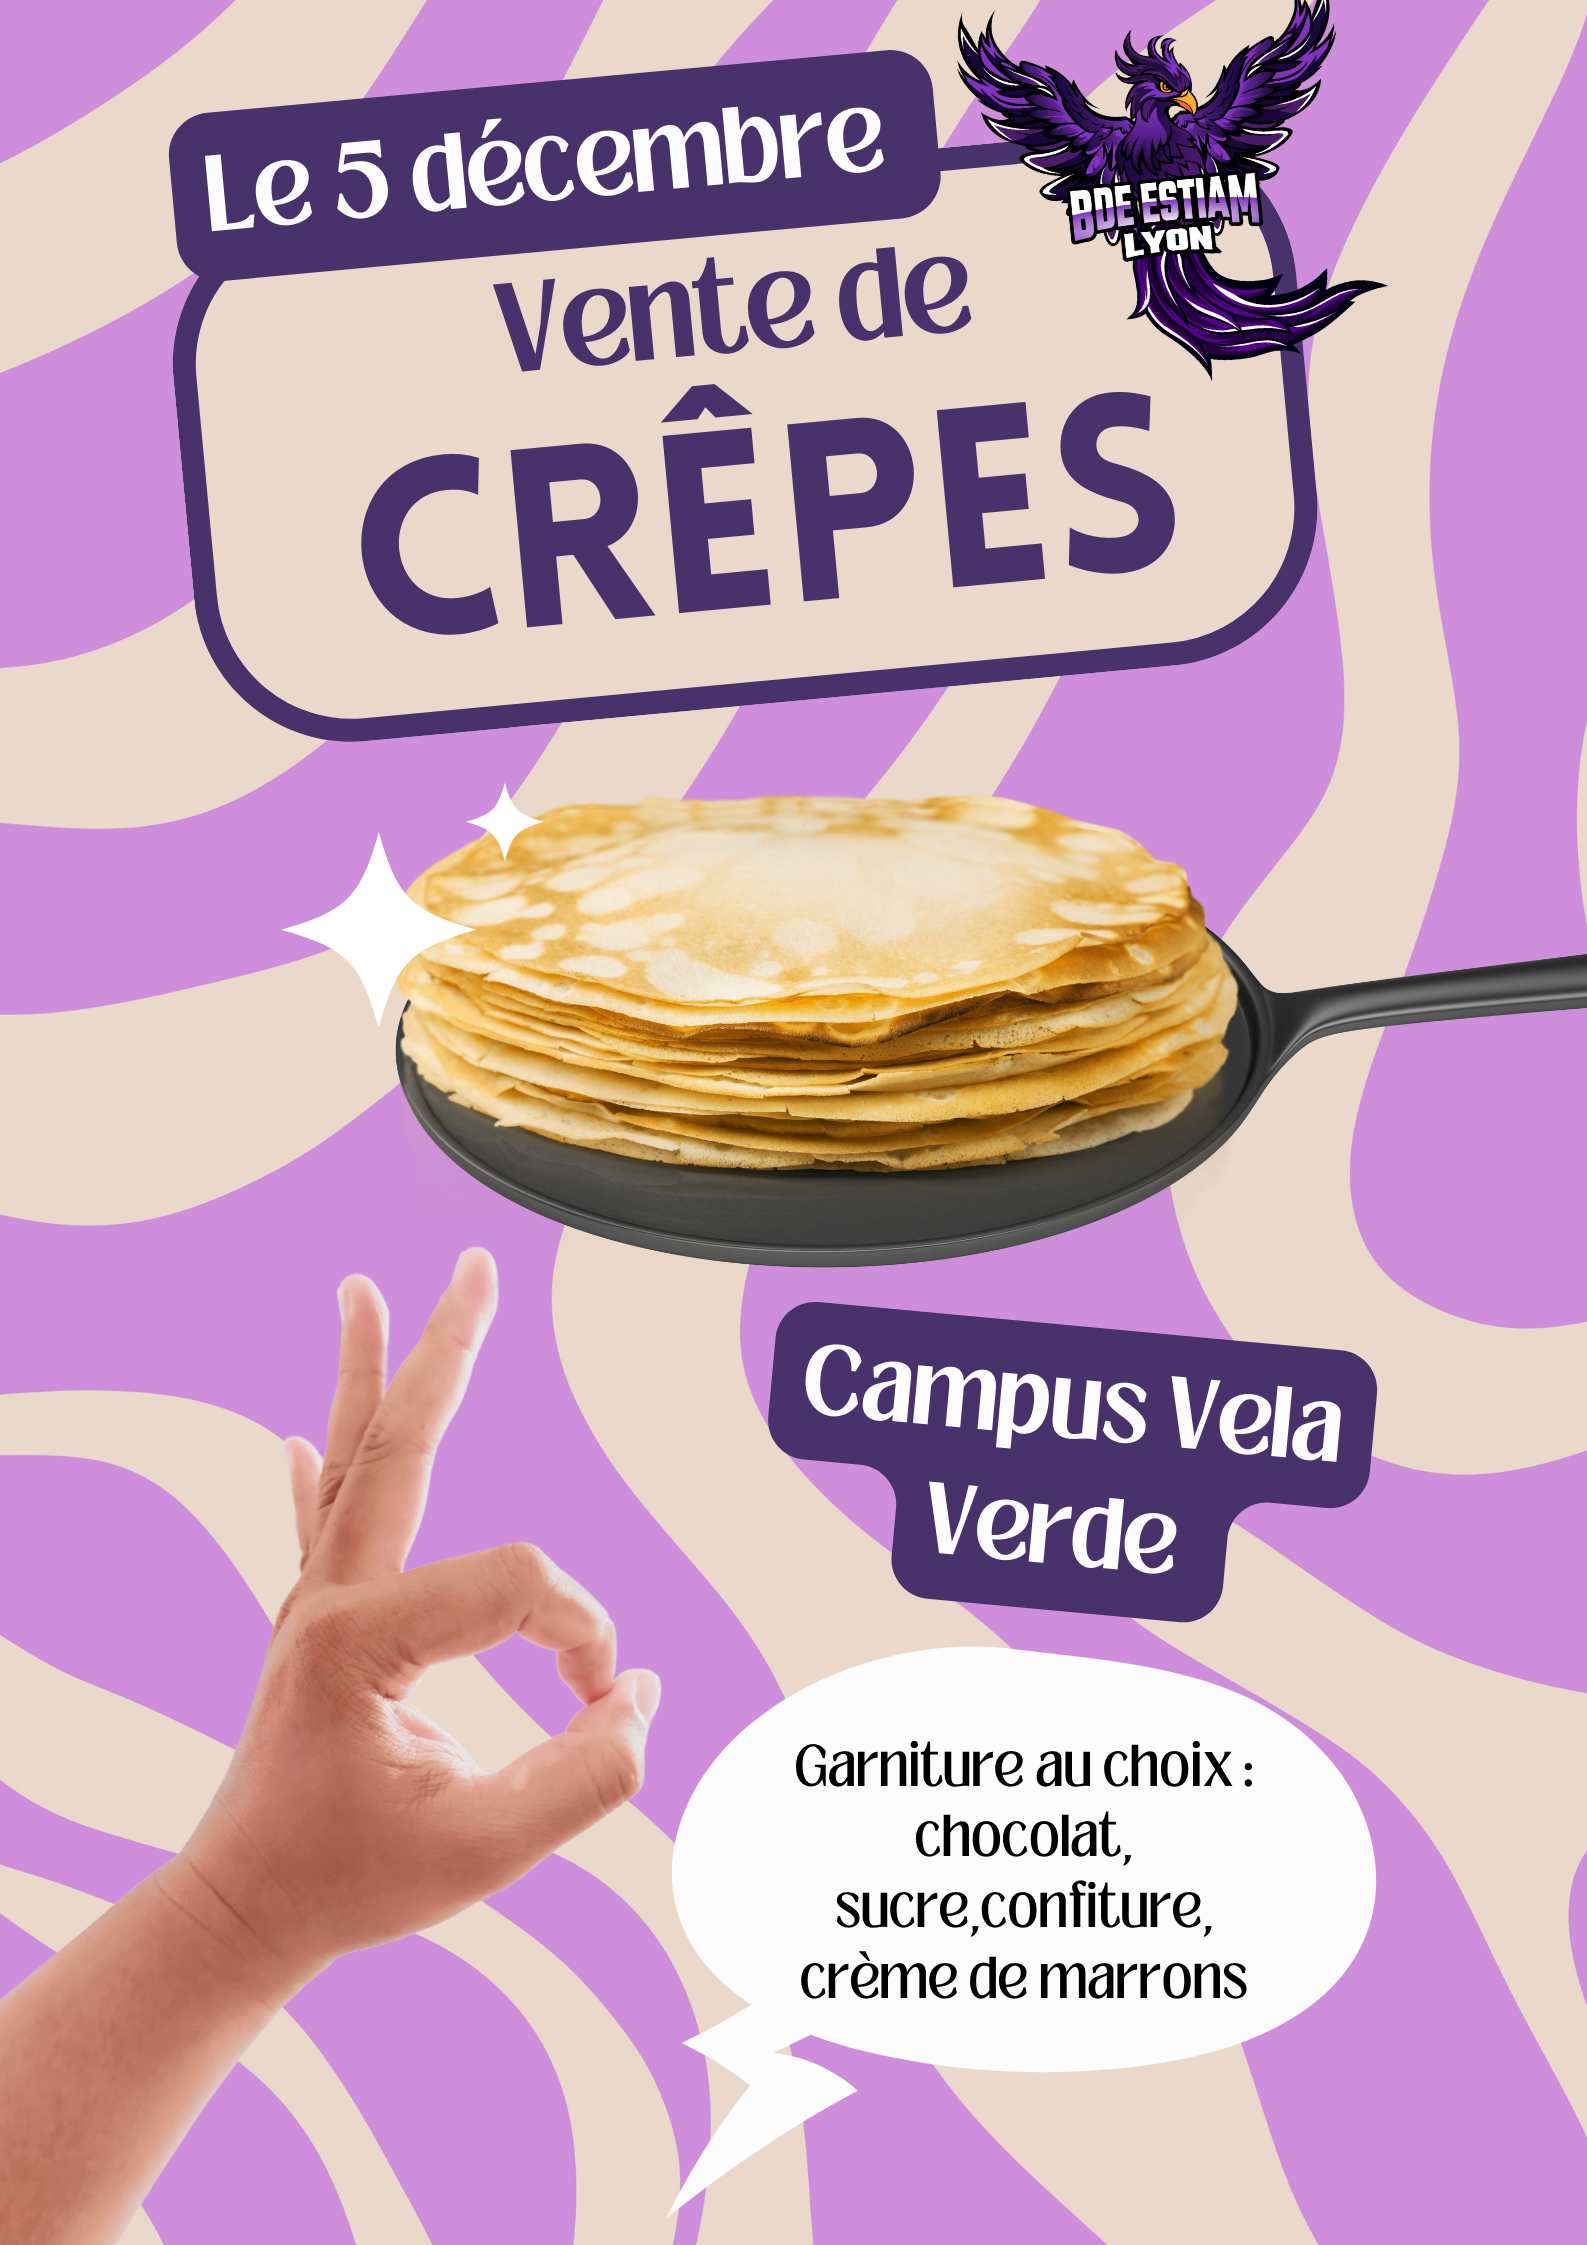 Le 5 décembre
BDE ESTIAM
LYON
Vente de
CRÊPES
Campus Vela
Verde
Garniture au choix :
chocolat,
sucre,confiture,
crème de marrons